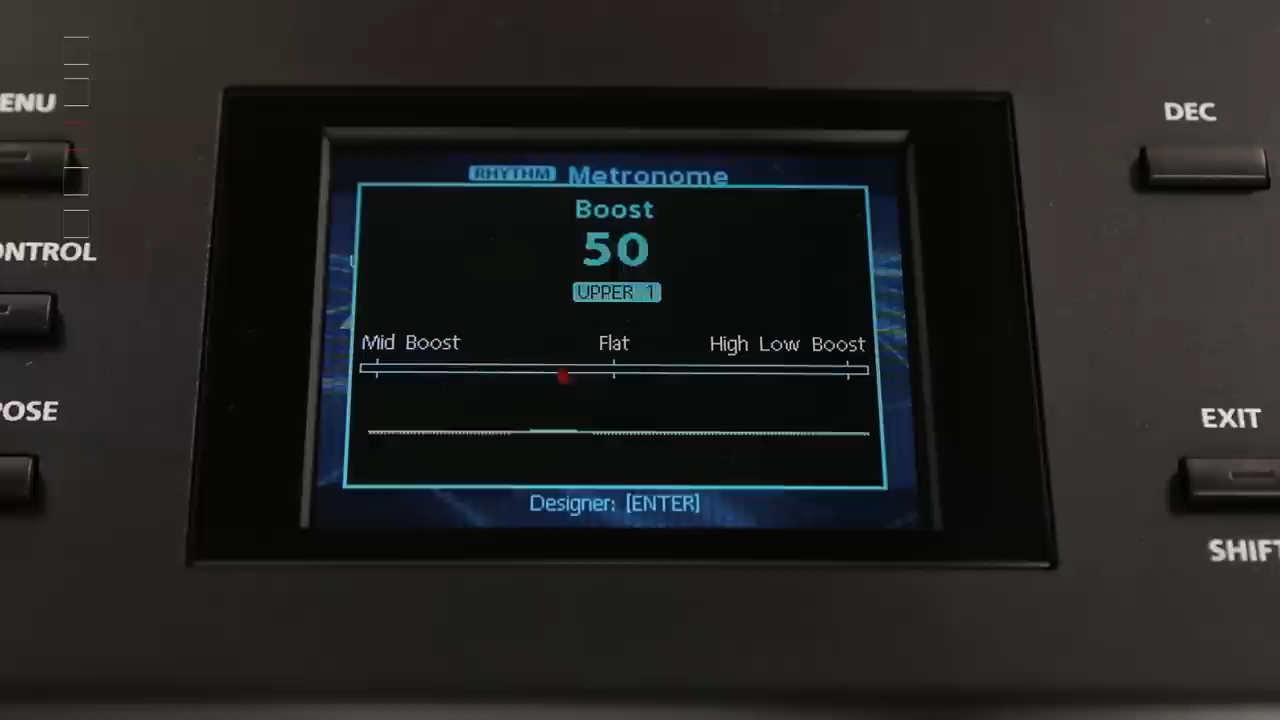 ENU
DEC
RHYTHM Metronome
Boost
50
UPPER 1
ONTROL
Mid Boost Flat High Low Boost
POSE
EXIT
Designer: [ENTER]
SHIFT